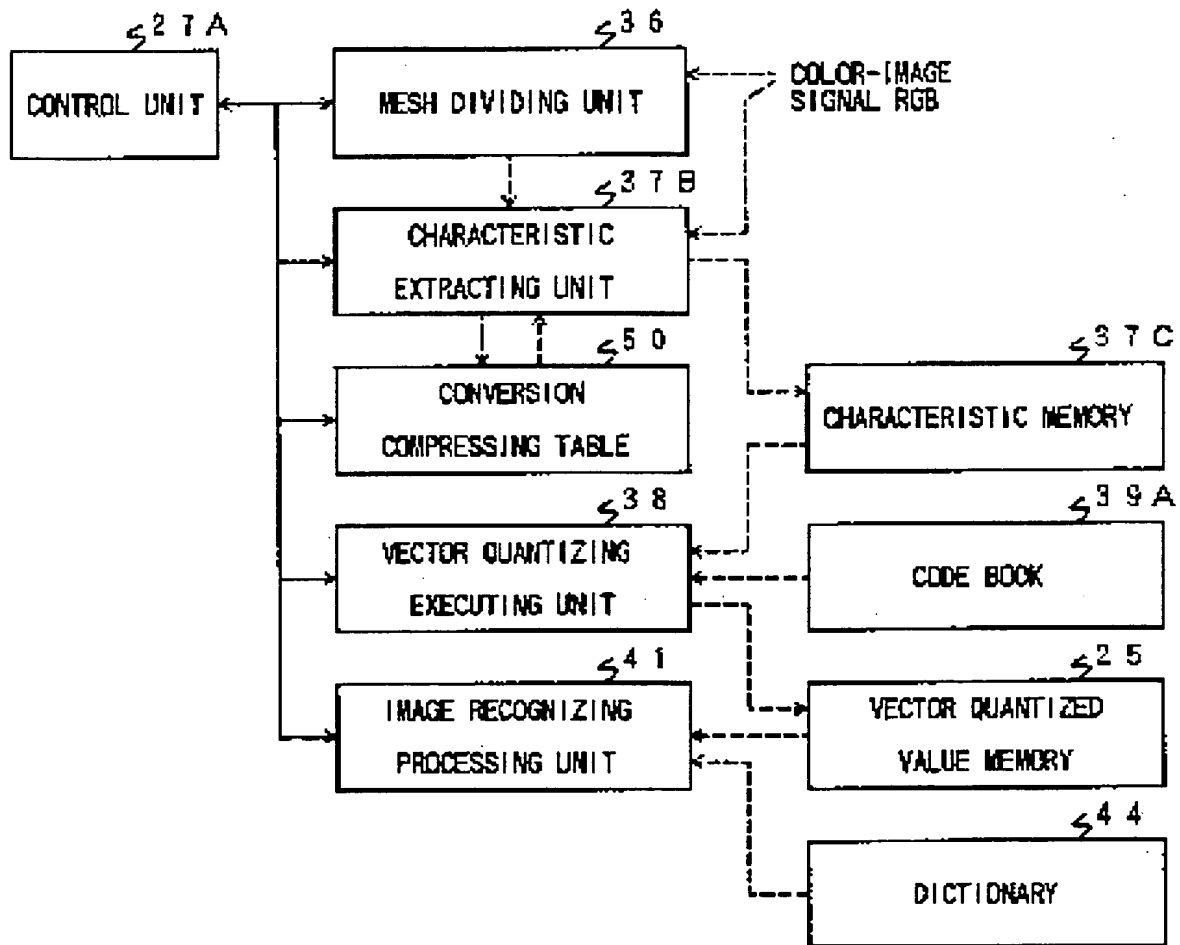 27A
CONTROL UNIT
36
MESH DIVIDING UNIT
COLOR-IMAGE
SIGNAL RGB
37B
CHARACTERISTIC
EXTRACTING UNIT
50
CONVERSION
COMPRESSING TABLE
37C
CHARACTERISTIC MEMORY
38
VECTOR QUANTIZING
EXECUTING UNIT
39A
CODE BOOK
41
IMAGE RECOGNIZING
PROCESSING UNIT
25
VECTOR QUANTIZED
VALUE MEMORY
44
DICTIONARY